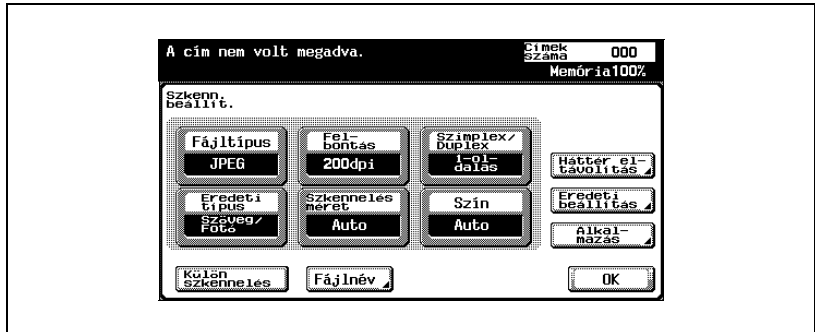 A cím nem volt megadva.
Címek
száma
000
Memória100%
Szkenn.
beállít.
Fájltípus
JPEG
Fel-
bontás
200dpi
Szimplex/
Duplex
1-ol-
dalas
Háttér el-
távolítás
Eredeti
típus
Szöveg/
Fotó
Szkennelés
méret
Auto
Szín
Auto
Eredeti
beállítás
Alkal-
mazás
Külön
szkennelés
Fájlnév
OK